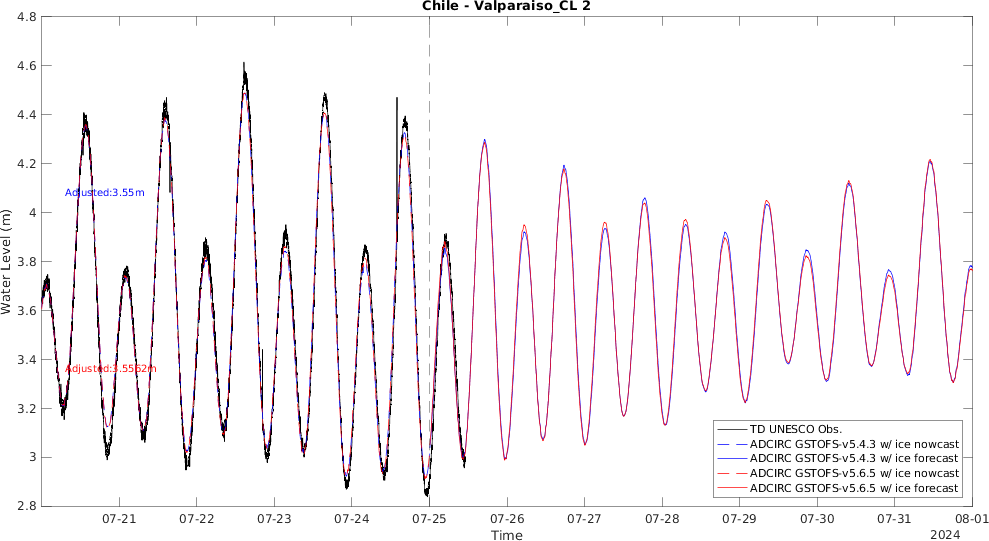 Chile - Valparaiso_CL 2
4.8
4.6
4.4
4.2
4
3.8
3.6
3.4
3.2
3
2.8
Water Level (m)
Adjusted:3.55m
Adjusted:3.5562m
TD UNESCO Obs.
ADCIRC GSTOFS-v5.4.3 w/ ice nowcast
ADCIRC GSTOFS-v5.4.3 w/ ice forecast
ADCIRC GSTOFS-v5.6.5 w/ ice nowcast
ADCIRC GSTOFS-v5.6.5 w/ ice forecast
07-21 07-22 07-23 07-24 07-25 07-26 07-27 07-28 07-29 07-30 07-31 08-01
Time
2024